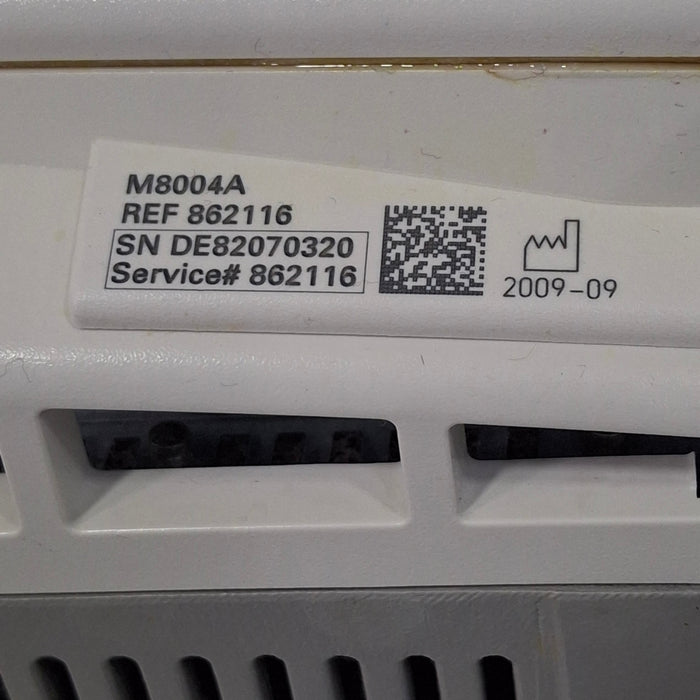 M8004A
REF 862116
SN DE82070320
Service# 862116
2009-09